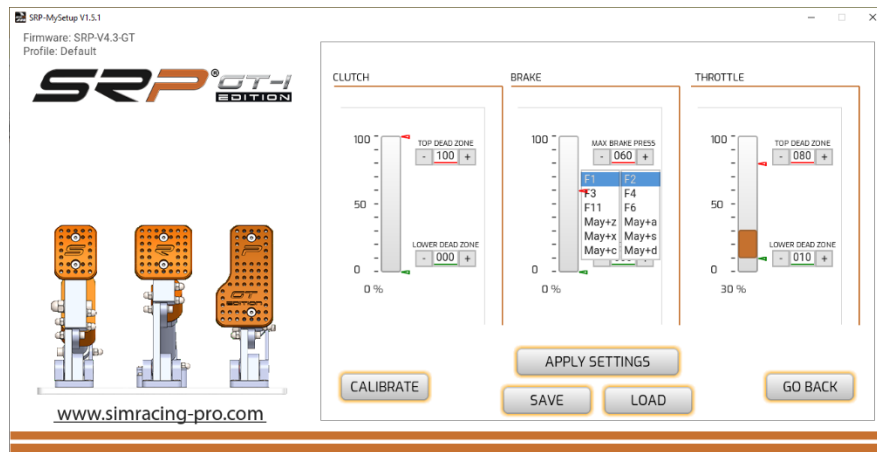 SRP-MySetup V1.5.1
Firmware: SRP-V4.3-GT
Profile: Default
SRP® GT-I
EDITION
CLUTCH
BRAKE
THROTTLE
100
TOP DEAD ZONE
- 100 +
50
LOWER DEAD ZONE
- 000 +
0
0 %
100
MAX BRAKE PRESS
- 060 +
F1 F2
F3 F4
F11 F6
May+z May+a
May+x May+s
May+c May+d
0
0 %
100
TOP DEAD ZONE
- 080 +
50
LOWER DEAD ZONE
- 010 +
0
30 %
S
R
P
GT
EDITION
APPLY SETTINGS
CALIBRATE
SAVE
LOAD
GO BACK
www.simracing-pro.com